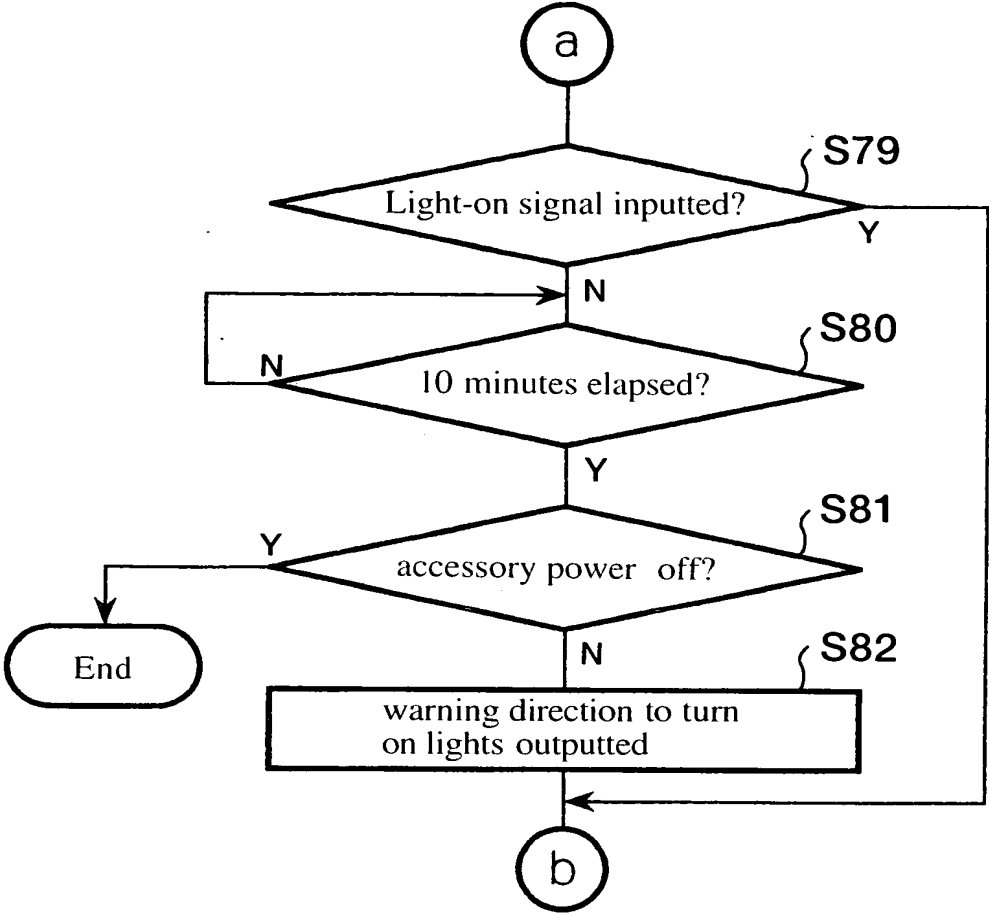 a
S79
Light-on signal inputted?
Y
N
S80
N
10 minutes elapsed?
Y
S81
Y
accessory power off?
End
N
S82
warning direction to turn
on lights outputted
b